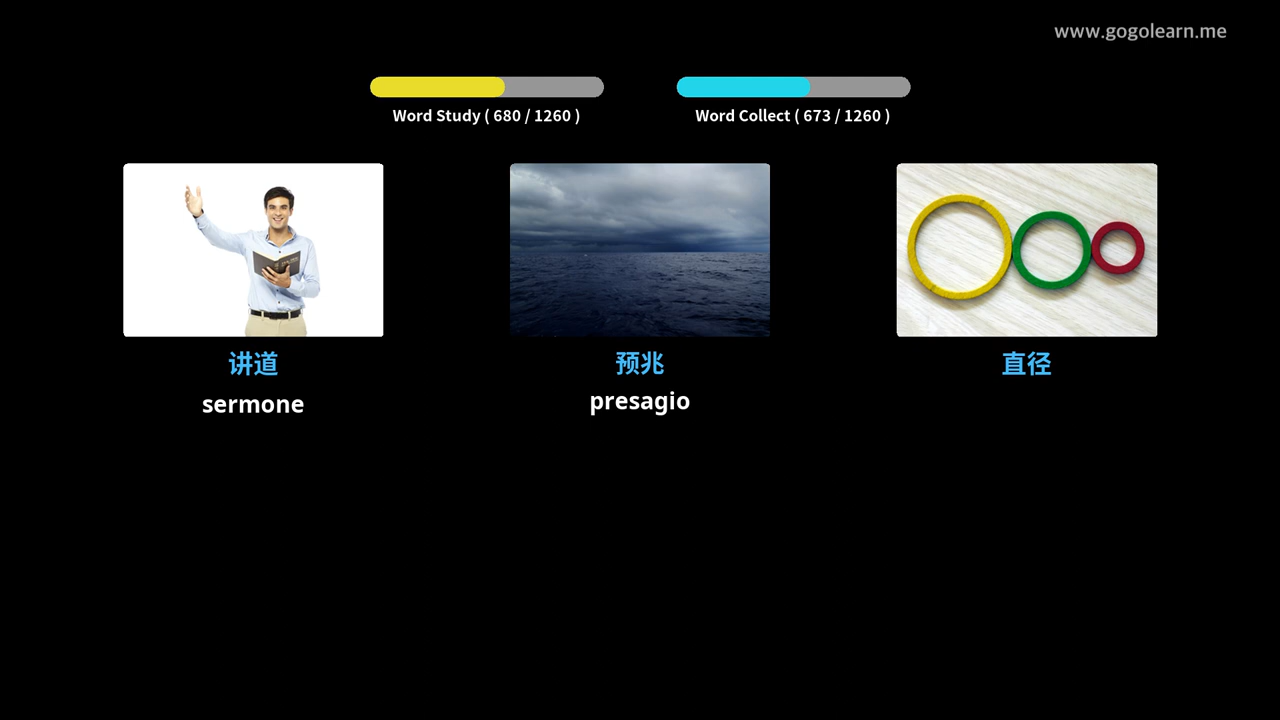 www.gogolearn.me
Word Study ( 680 / 1260 )
Word Collect ( 673 / 1260 )
讲道
sermone
预兆
presagio
直径